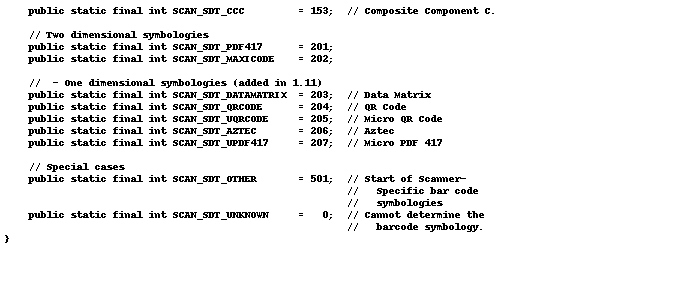 public static final int SCAN_SDT_CCC         = 153;  // Composite Component C.
// Two dimensional symbologies
public static final int SCAN_SDT_PDF417      = 201;
public static final int SCAN_SDT_MAXICODE    = 202;
//  - One dimensional symbologies (added in 1.11)
public static final int SCAN_SDT_DATAMATRIX  = 203;  // Data Matrix
public static final int SCAN_SDT_QRCODE      = 204;  // QR Code
public static final int SCAN_SDT_UQRCODE     = 205;  // Micro QR Code
public static final int SCAN_SDT_AZTEC       = 206;  // Aztec
public static final int SCAN_SDT_UPDF417     = 207;  // Micro PDF 417
// Special cases
public static final int SCAN_SDT_OTHER       = 501;  // Start of Scanner-
//   Specific bar code
//   symbologies
public static final int SCAN_SDT_UNKNOWN     =   0;  // Cannot determine the
//   barcode symbology.
}